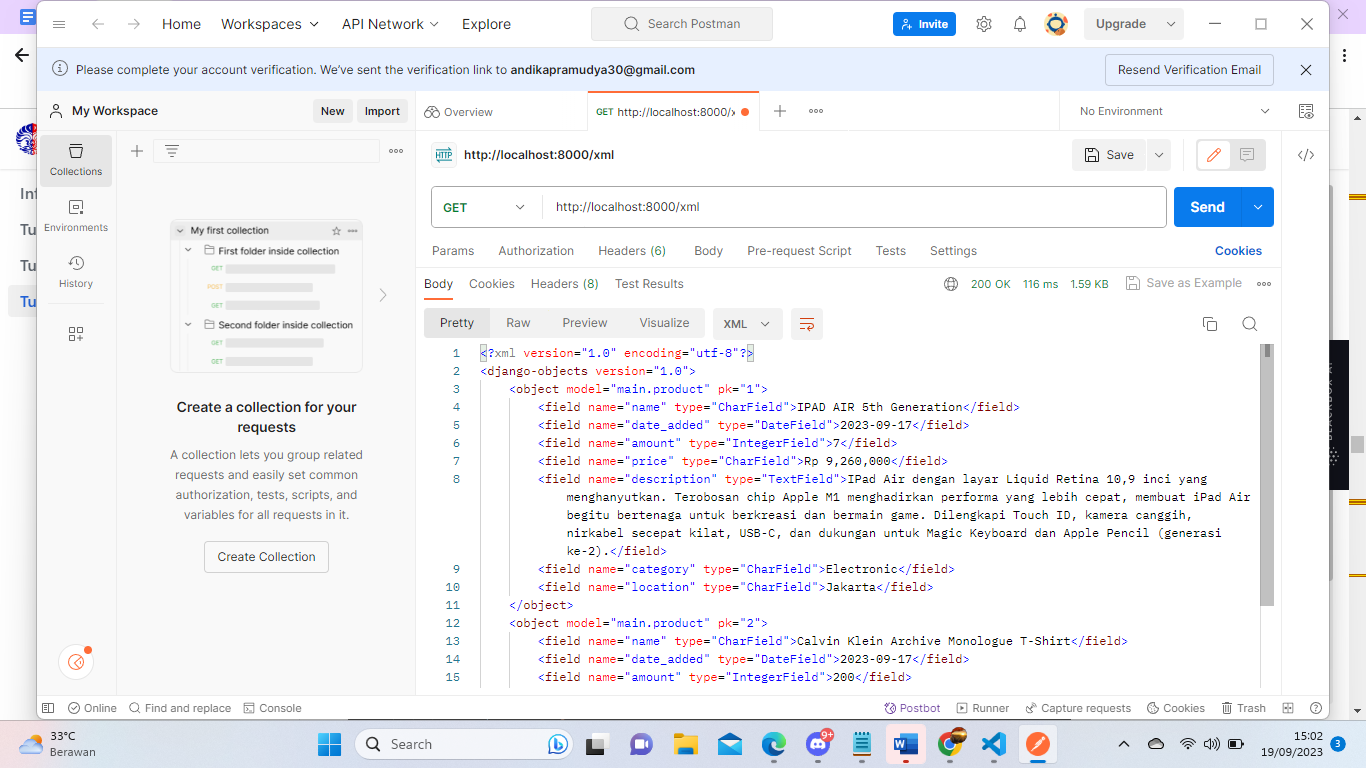 Home
Workspaces
API Network
Explore
Search Postman
Invite
Upgrade
Please complete your account verification. We've sent the verification link to andikapramudya30@gmail.com
Resend Verification Email
My Workspace
New
Import
Overview
GET http://localhost:8000/x
No Environment
Collections
Environments
History
My first collection
First folder inside collection
GET
POST
GET
Second folder inside collection
GET
GET
Create a collection for your
requests
A collection lets you group related
requests and easily set common
authorization, tests, scripts, and
variables for all requests in it.
Create Collection
HTTP
http://localhost:8000/xml
Save
GET
http://localhost:8000/xml
Send
Params
Authorization
Headers (6)
Body
Pre-request Script
Tests
Settings
Cookies
Body
Cookies
Headers (8)
Test Results
200 OK
116 ms
1.59 KB
Save as Example
Pretty
Raw
Preview
Visualize
XML
1 <?xml version="1.0" encoding="utf-8"?>
2 <django-objects version="1.0">
3 <object model="main.product" pk="1">
4 <field name="name" type="CharField">IPAD AIR 5th Generation</field>
5 <field name="date_added" type="DateField">2023-09-17</field>
6 <field name="amount" type="IntegerField">7</field>
7 <field name="price" type="CharField">Rp 9,260,000</field>
8 <field name="description" type="TextField">IPad Air dengan layar Liquid Retina 10,9 inci yang
menghanyutkan. Terobosan chip Apple M1 menghadirkan performa yang lebih cepat, membuat iPad Air
begitu bertenaga untuk berkreasi dan bermain game. Dilengkapi Touch ID, kamera canggih,
nirkabel secepat kilat, USB-C, dan dukungan untuk Magic Keyboard dan Apple Pencil (generasi
ke-2).</field>
9 <field name="category" type="CharField">Electronic</field>
10 <field name="location" type="CharField">Jakarta</field>
11 </object>
12 <object model="main.product" pk="2">
13 <field name="name" type="CharField">Calvin Klein Archive Monologue T-Shirt</field>
14 <field name="date_added" type="DateField">2023-09-17</field>
15 <field name="amount" type="IntegerField">200</field>
Online
Find and replace
Console
Postbot
Runner
Capture requests
Cookies
Trash
Inf
Tu
Tu
Tu
33°C
Berawan
Search
9+
15:02
19/09/2023
3